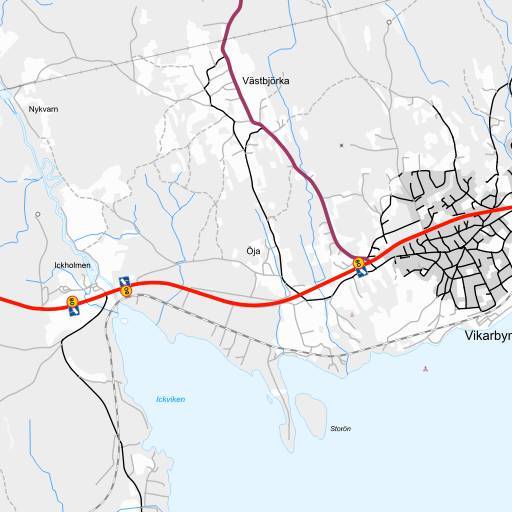 Västbjörka
Nykvarn
Öja
Ickholmen
Vikarbyn
Ickviken
Storön